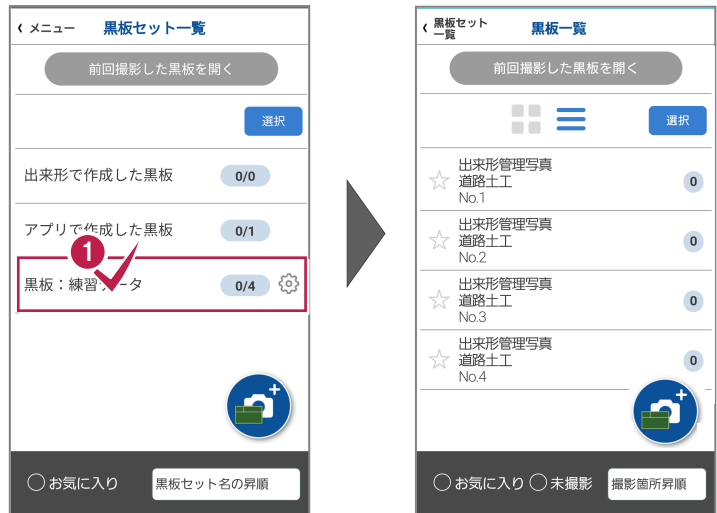 ‹ メニュー
黒板セット一覧
前回撮影した黒板を開く
選択
出来形で作成した黒板
0/0
アプリで作成した黒板
0/1
1
黒板：練習データ
0/4
お気に入り
黒板セット名の昇順
‹ 黒板セット
一覧
黒板一覧
前回撮影した黒板を開く
選択
出来形管理写真
道路土工
No.1
0
出来形管理写真
道路土工
No.2
0
出来形管理写真
道路土工
No.3
0
出来形管理写真
道路土工
No.4
0
お気に入り
未撮影
撮影箇所昇順